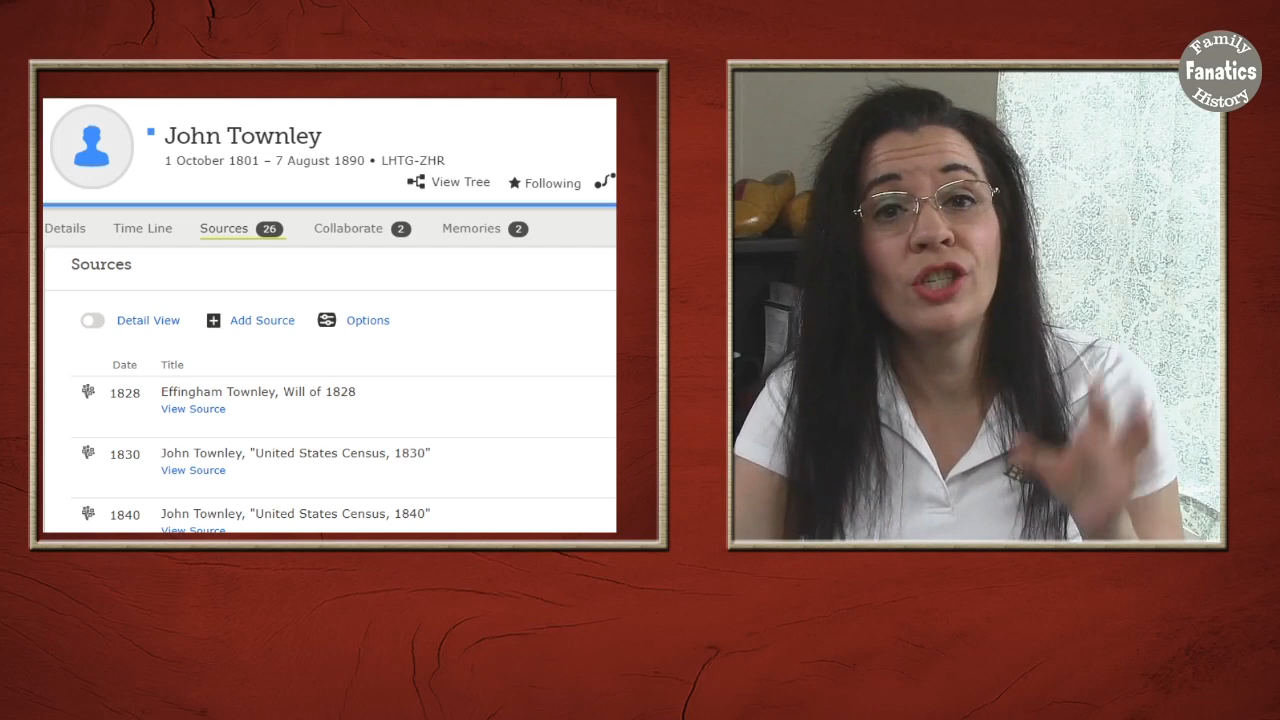 John Townley
1 October 1801 – 7 August 1890 • LHTG-ZHR
View Tree Following
Details Time Line Sources 26 Collaborate 2 Memories 2
Sources
Detail View Add Source Options
Date Title
1828 Effingham Townley, Will of 1828
View Source
1830 John Townley, "United States Census, 1830"
View Source
1840 John Townley, "United States Census, 1840"
View Source
Family
Fanatics
History